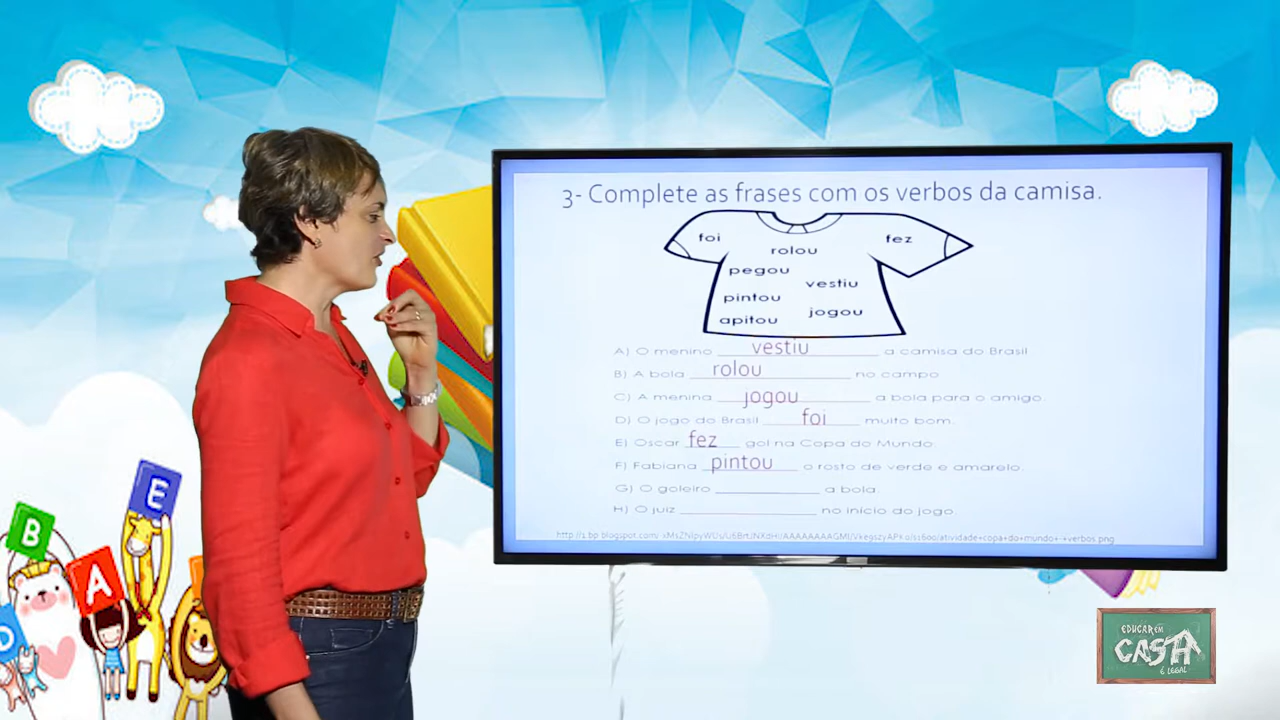 3- Complete as frases com os verbos da camisa.
foi
rolou
fez
pegou
vestiu
pintou
jogou
apitou
A) O menino vestiu a camisa do Brasil
B) A bola rolou no campo
C) A menina jogou a bola para o amigo
D) O jogo do Brasil foi muito bom.
E) Oscar fez gol na Copa do Mundo.
F) Fabiana pintou o rosto de verde e amarelo.
G) O goleiro ____________ a bola.
H) O juiz ________________ no início do jogo.
E
B
A
EDUCAR EM
CASA
É LEGAL